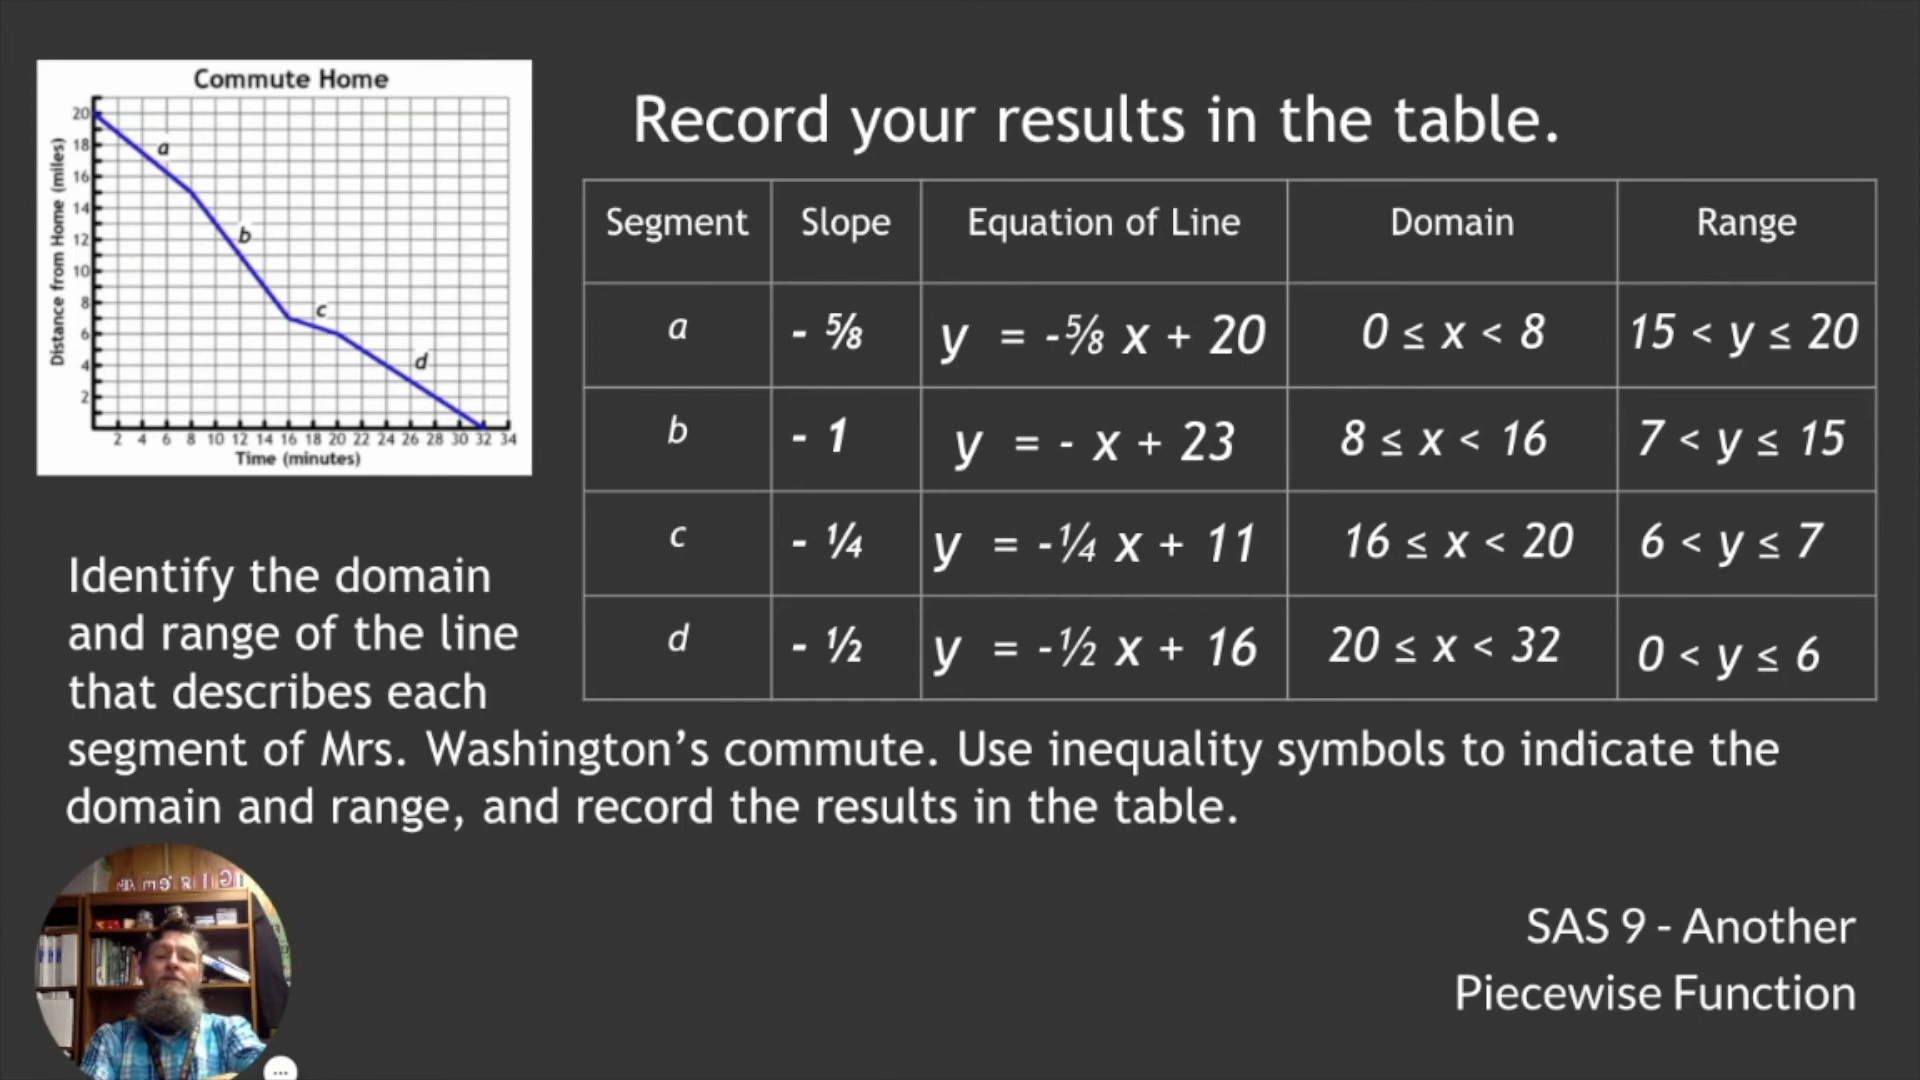 Commute Home
Distance from Home (miles)
20
18
16
14
12
10
8
6
4
2
a
b
c
d
2 4 6 8 10 12 14 16 18 20 22 24 26 28 30 32 34
Time (minutes)
Record your results in the table.
Segment Slope Equation of Line Domain Range
a - ⅝ y = -⅝ x + 20 0 ≤ x < 8 15 < y ≤ 20
b - 1 y = - x + 23 8 ≤ x < 16 7 < y ≤ 15
c - ¼ y = -¼ x + 11 16 ≤ x < 20 6 < y ≤ 7
d - ½ y = -½ x + 16 20 ≤ x < 32 0 < y ≤ 6
Identify the domain
and range of the line
that describes each
segment of Mrs. Washington’s commute. Use inequality symbols to indicate the
domain and range, and record the results in the table.
SAS 9 - Another
Piecewise Function
...